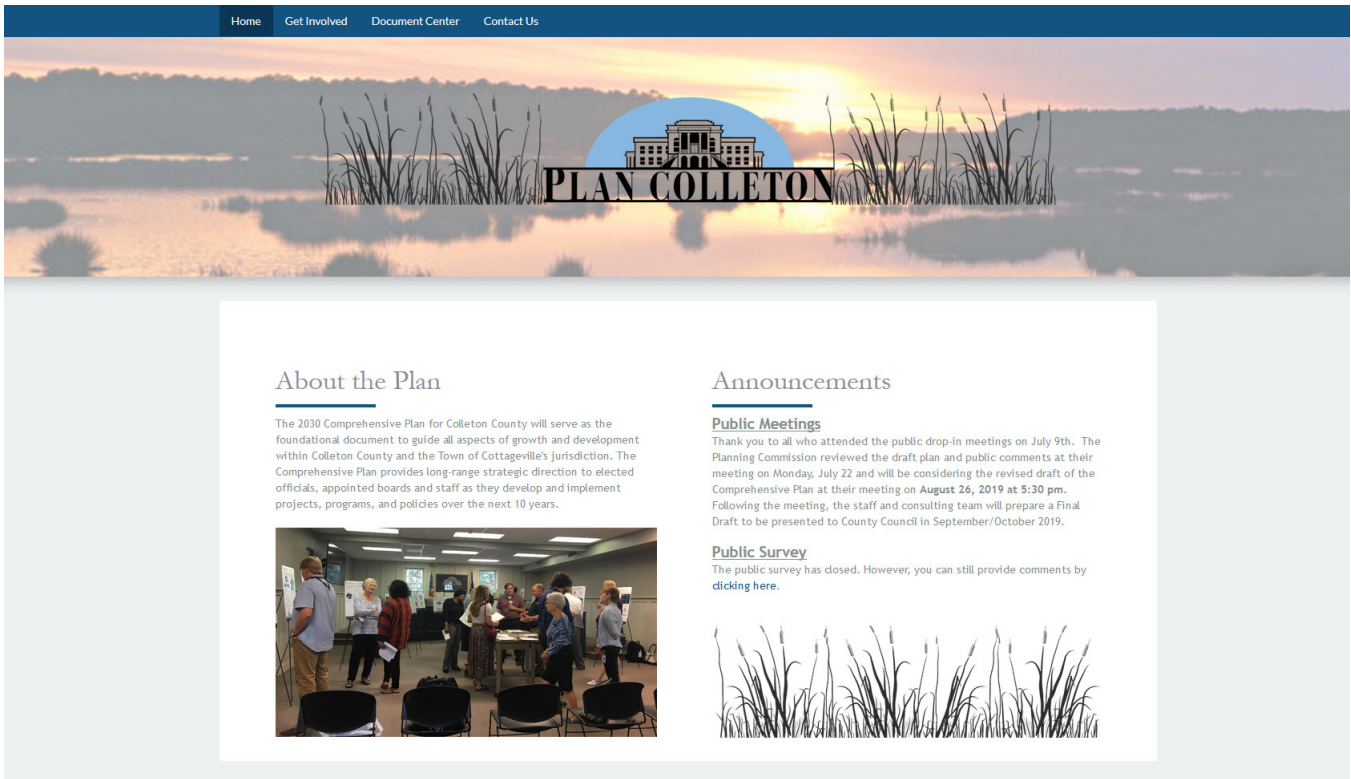 Home Get Involved Document Center Contact Us
PLAN COLLETON
About the Plan
The 2030 Comprehensive Plan for Colleton County will serve as the
foundational document to guide all aspects of growth and development
within Colleton County and the Town of Cottageville's jurisdiction. The
Comprehensive Plan provides long-range strategic direction to elected
officials, appointed boards and staff as they develop and implement
projects, programs, and policies over the next 10 years.
Announcements
Public Meetings
Thank you to all who attended the public drop-in meetings on July 9th. The
Planning Commission reviewed the draft plan and public comments at their
meeting on Monday, July 22 and will be considering the revised draft of the
Comprehensive Plan at their meeting on August 26, 2019 at 5:30 pm.
Following the meeting, the staff and consulting team will prepare a Final
Draft to be presented to County Council in September/October 2019.
Public Survey
The public survey has closed. However, you can still provide comments by
clicking here.